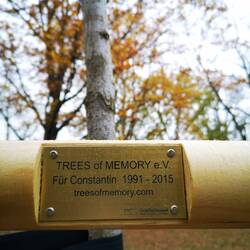 TREES of MEMORY e.V.
Für Constantin 1991 - 2015
treesofmemory.com